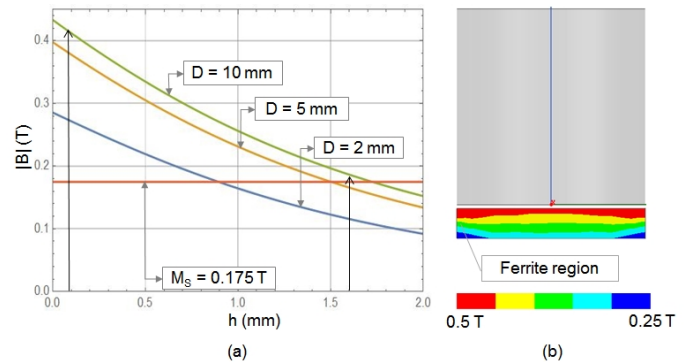 0.4
0.3
0.2
0.1
0.0
|B| (T)
D = 10 mm
D = 5 mm
D = 2 mm
M_S = 0.175 T
0.0 0.5 1.0 1.5 2.0
h (mm)
(a)
x
Ferrite region
0.5 T 0.25 T
(b)